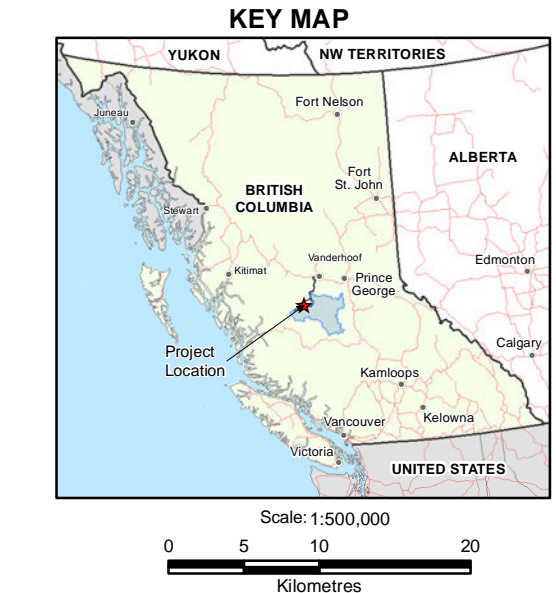 KEY MAP
YUKON
NW TERRITORIES
Juneau
Fort Nelson
ALBERTA
Fort
St. John
BRITISH
COLUMBIA
Stewart
Vanderhoof
Edmonton
Kitimat
Prince
George
Project
Location
Calgary
Kamloops
Kelowna
Vancouver
Victoria
UNITED STATES
Scale: 1:500,000
0 5 10 20
Kilometres